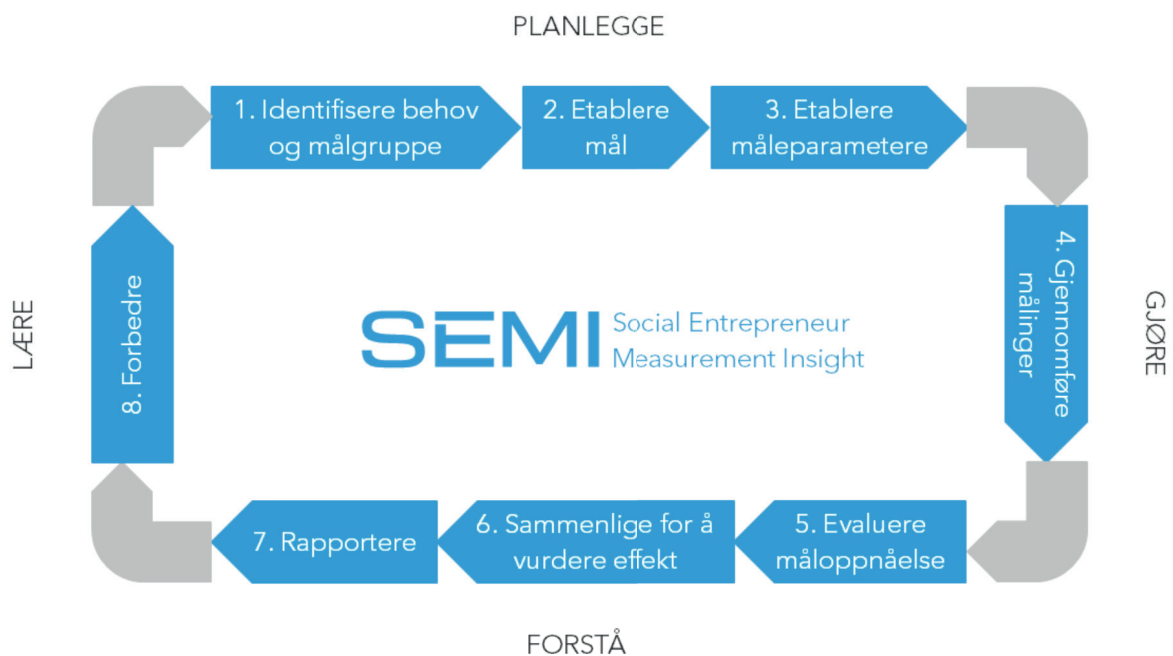 PLANLEGGE
1. Identifisere behov
og målgruppe
2. Etablere
mål
3. Etablere
måleparametere
4. Gjennomføre
målinger
GJØRE
5. Evaluere
måloppnåelse
6. Sammenlige for å
vurdere effekt
7. Rapportere
FORSTÅ
8. Forbedre
LÆRE
SEMI
Social Entrepreneur
Measurement Insight